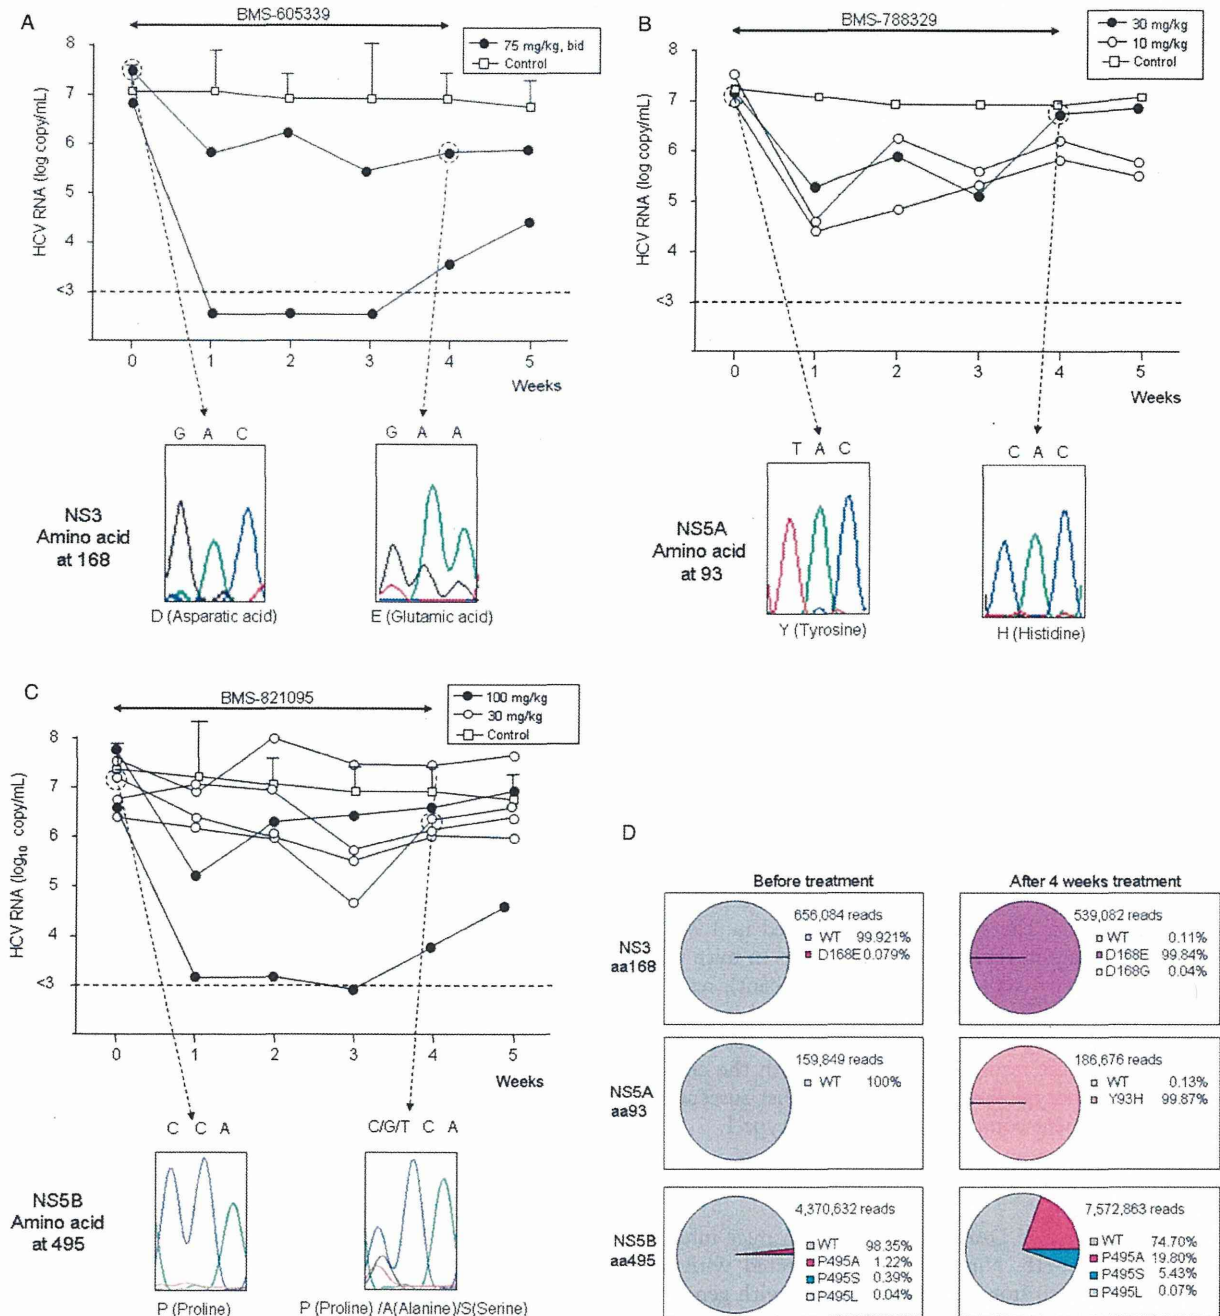 A
BMS-605339
75 mg/kg, bid
Control
HCV RNA (log copy/mL)
8
7
6
5
4
<3
0 1 2 3 4 5
Weeks
NS3
Amino acid
at 168
G A C
D (Asparatic acid)
G A A
E (Glutamic acid)
B
BMS-788329
30 mg/kg
10 mg/kg
Control
HCV RNA (log copy/mL)
8
7
6
5
4
<3
0 1 2 3 4 5
Weeks
NS5A
Amino acid
at 93
T A C
Y (Tyrosine)
C A C
H (Histidine)
C
BMS-821095
100 mg/kg
30 mg/kg
Control
HCV RNA (log10 copy/mL)
8
7
6
5
4
<3
0 1 2 3 4 5
Weeks
NS5B
Amino acid
at 495
C C A
P (Proline)
C/G/T C A
P (Proline) /A(Alanine)/S(Serine)
D
Before treatment
After 4 weeks treatment
NS3
aa168
656,084 reads
WT 99.921%
D168E 0.079%
539,082 reads
WT 0.11%
D168E 99.84%
D168G 0.04%
NS5A
aa93
159,849 reads
WT 100%
186,676 reads
WT 0.13%
Y93H 99.87%
NS5B
aa495
4,370,632 reads
WT 98.35%
P495A 1.22%
P495S 0.39%
P495L 0.04%
7,572,863 reads
WT 74.70%
P495A 19.80%
P495S 5.43%
P495L 0.07%